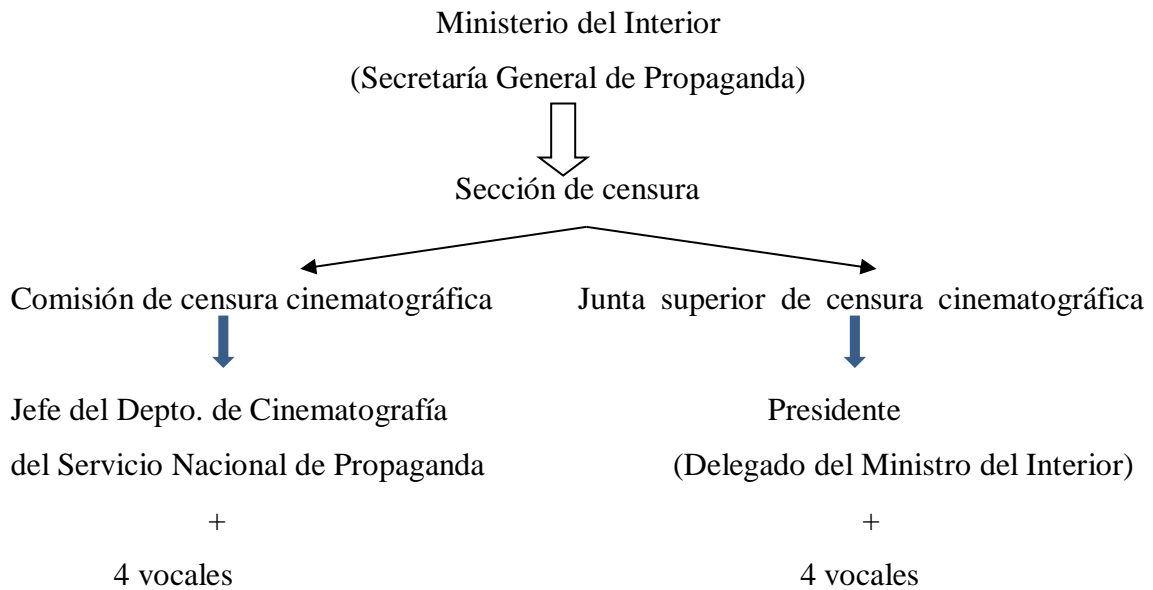 Ministerio del Interior
(Secretaría General de Propaganda)
Sección de censura
Comisión de censura cinematográfica
Junta superior de censura cinematográfica
Jefe del Depto. de Cinematografía
del Servicio Nacional de Propaganda
+
4 vocales
Presidente
(Delegado del Ministro del Interior)
+
4 vocales